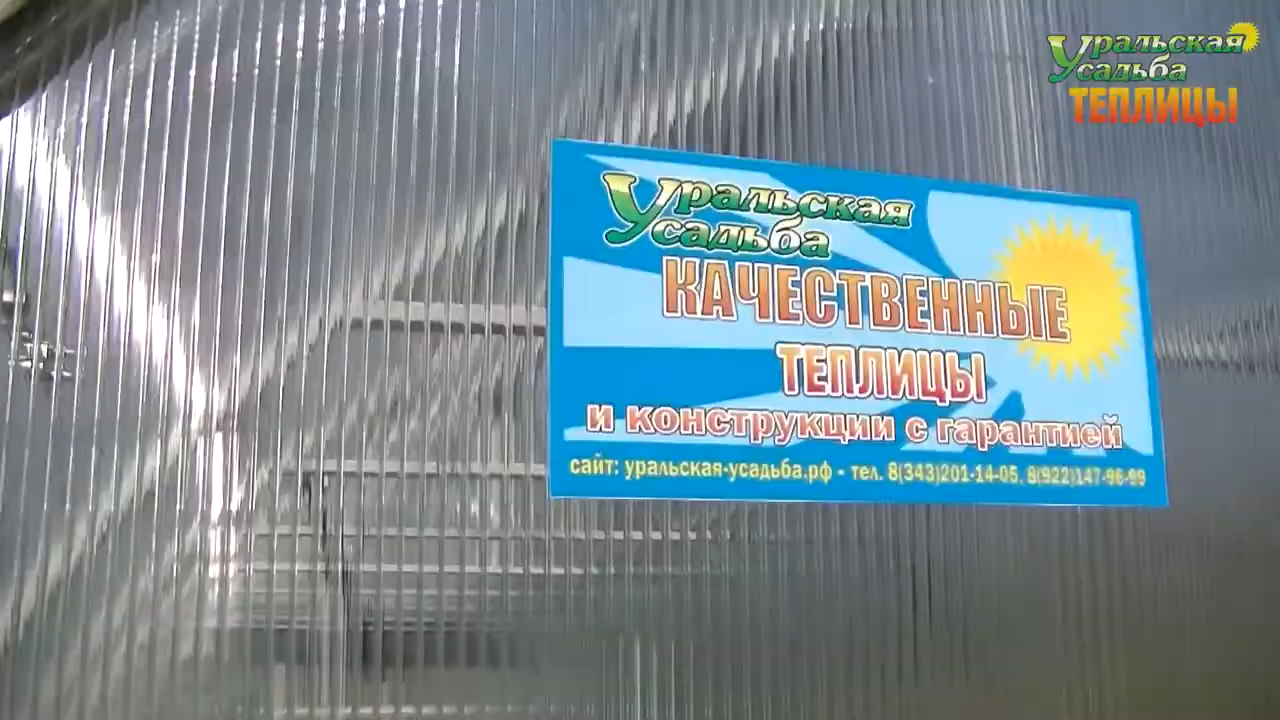 Уральская
Усадьба
ТЕПЛИЦЫ
Уральская
Усадьба
КАЧЕСТВЕННЫЕ
ТЕПЛИЦЫ
и конструкции с гарантией
сайт: уральская-усадьба.рф - тел. 8(343)201-14-05, 8(922)147-96-99